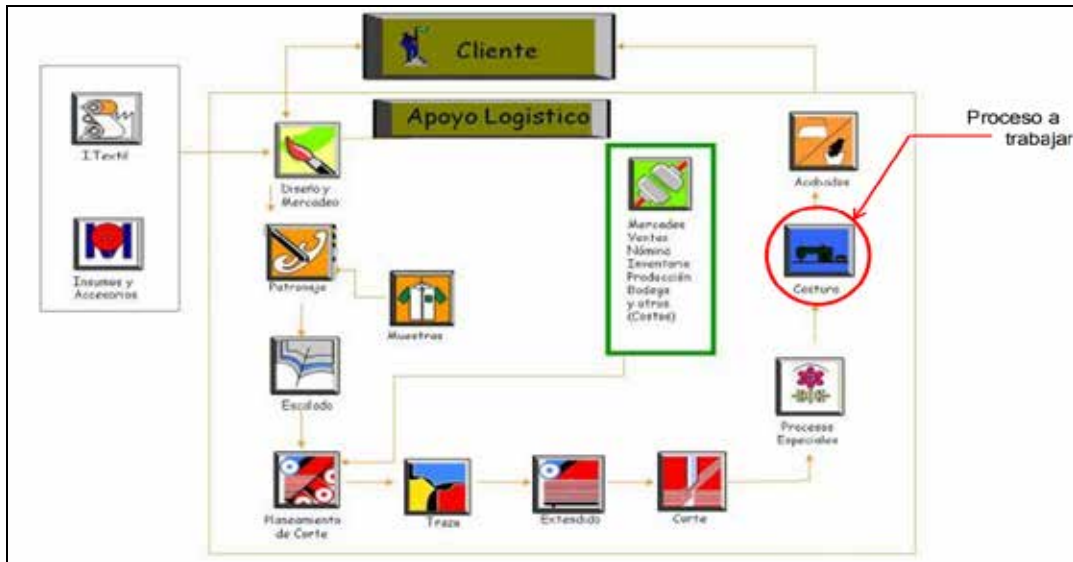 Cliente
Apoyo Logistico
I.Textil
Insumos y
Accesorios
Diseño y
Mercadeo
Patronaje
Muestras
Escalado
Planeamiento
de Corte
Trazo
Extendido
Corte
Mercadeo
Ventas
Nómina
Inventario
Producción
Bodega
y otros
(Costos)
Procesos
Especiales
Costura
Acabados
Proceso a
trabajar